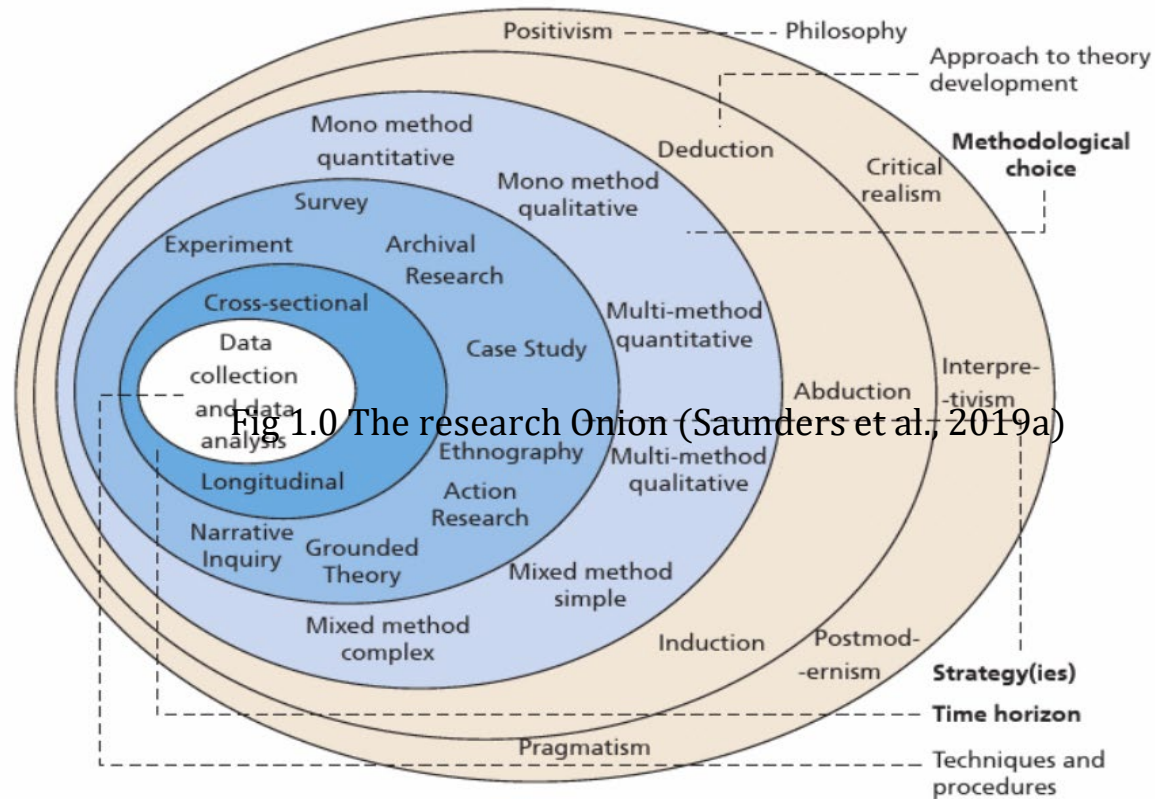 Positivism
Philosophy
Approach to theory
development
Mono method
quantitative
Deduction
Methodological
choice
Critical
realism
Mono method
qualitative
Survey
Experiment
Archival
Research
Cross-sectional
Multi-method
quantitative
Data
collection
and data
analysis
Case Study
Interpre-
-tivism
Abduction
Fig 1.0 The research Onion (Saunders et al., 2019a)
Ethnography
Multi-method
qualitative
Longitudinal
Action
Research
Narrative
Inquiry
Grounded
Theory
Mixed method
simple
Mixed method
complex
Induction
Postmod-
-ernism
Strategy(ies)
Time horizon
Pragmatism
Techniques and
procedures